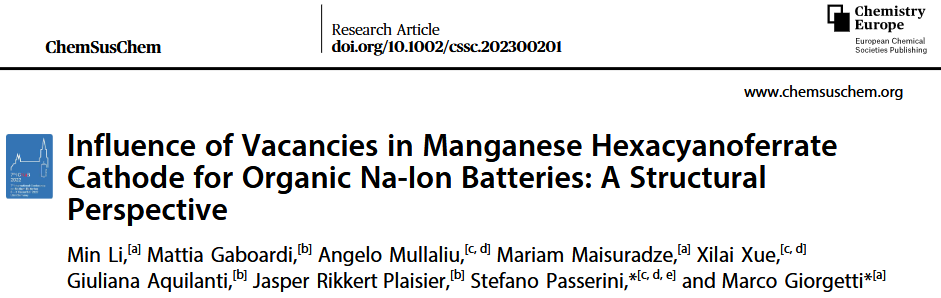 ChemSusChem
Research Article
doi.org/10.1002/cssc.202300201
Chemistry
Europe
European Chemical
Societies Publishing
www.chemsuschem.org
Influence of Vacancies in Manganese Hexacyanoferrate
Cathode for Organic Na-Ion Batteries: A Structural
Perspective
Min Li,[a] Mattia Gaboardi,[b] Angelo Mullaliu,[c, d] Mariam Maisuradze,[a] Xilai Xue,[c, d]
Giuliana Aquilanti,[b] Jasper Rikkert Plaisier,[b] Stefano Passerini,*[c, d, e] and Marco Giorgetti*[a]